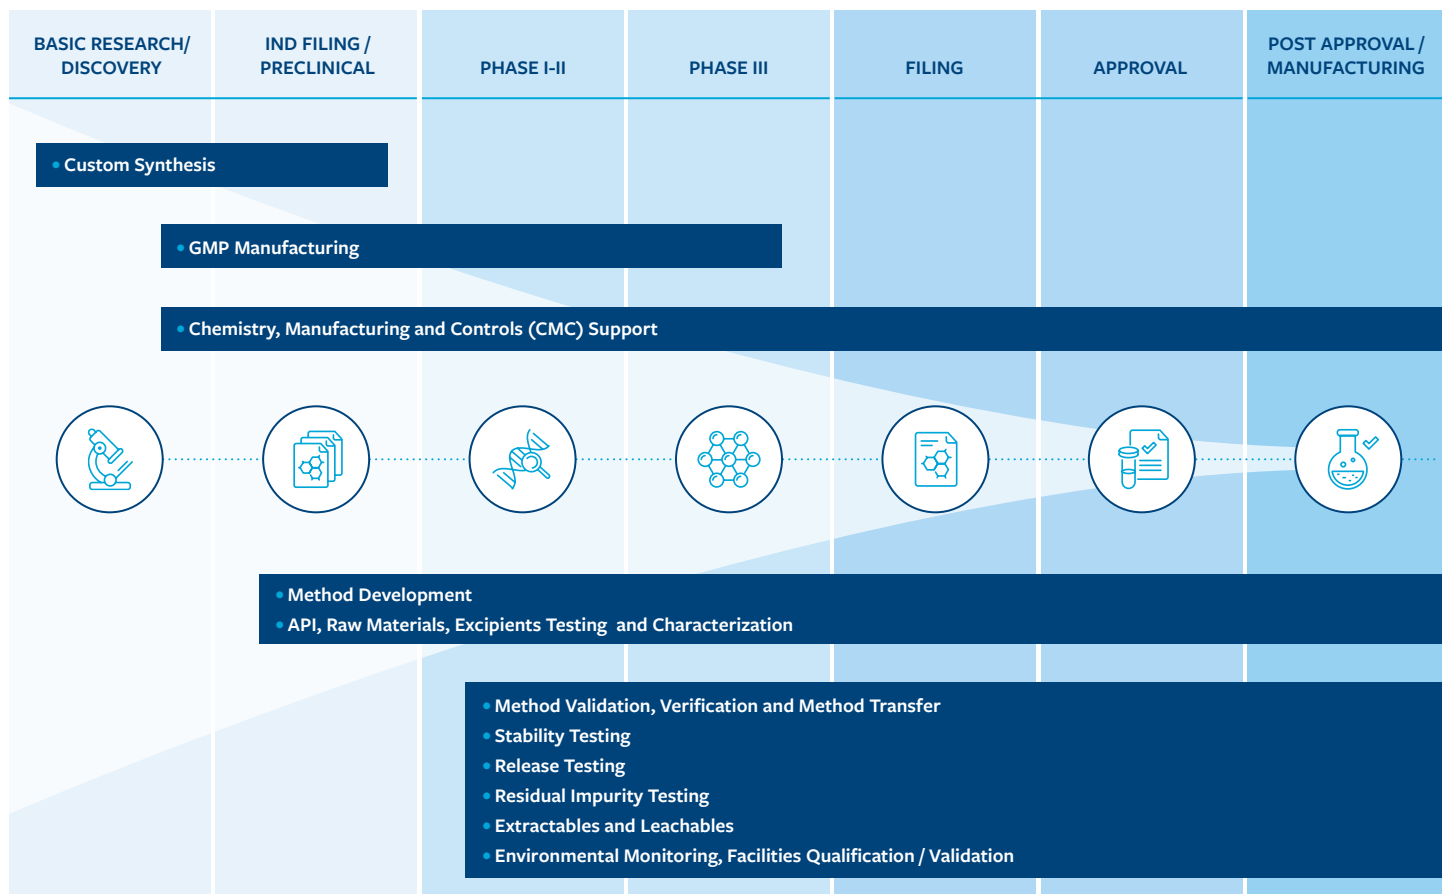 BASIC RESEARCH/
DISCOVERY
IND FILING /
PRECLINICAL
PHASE I-II
PHASE III
FILING
APPROVAL
POST APPROVAL /
MANUFACTURING
• Custom Synthesis
• GMP Manufacturing
• Chemistry, Manufacturing and Controls (CMC) Support
• Method Development
• API, Raw Materials, Excipients Testing and Characterization
• Method Validation, Verification and Method Transfer
• Stability Testing
• Release Testing
• Residual Impurity Testing
• Extractables and Leachables
• Environmental Monitoring, Facilities Qualification / Validation